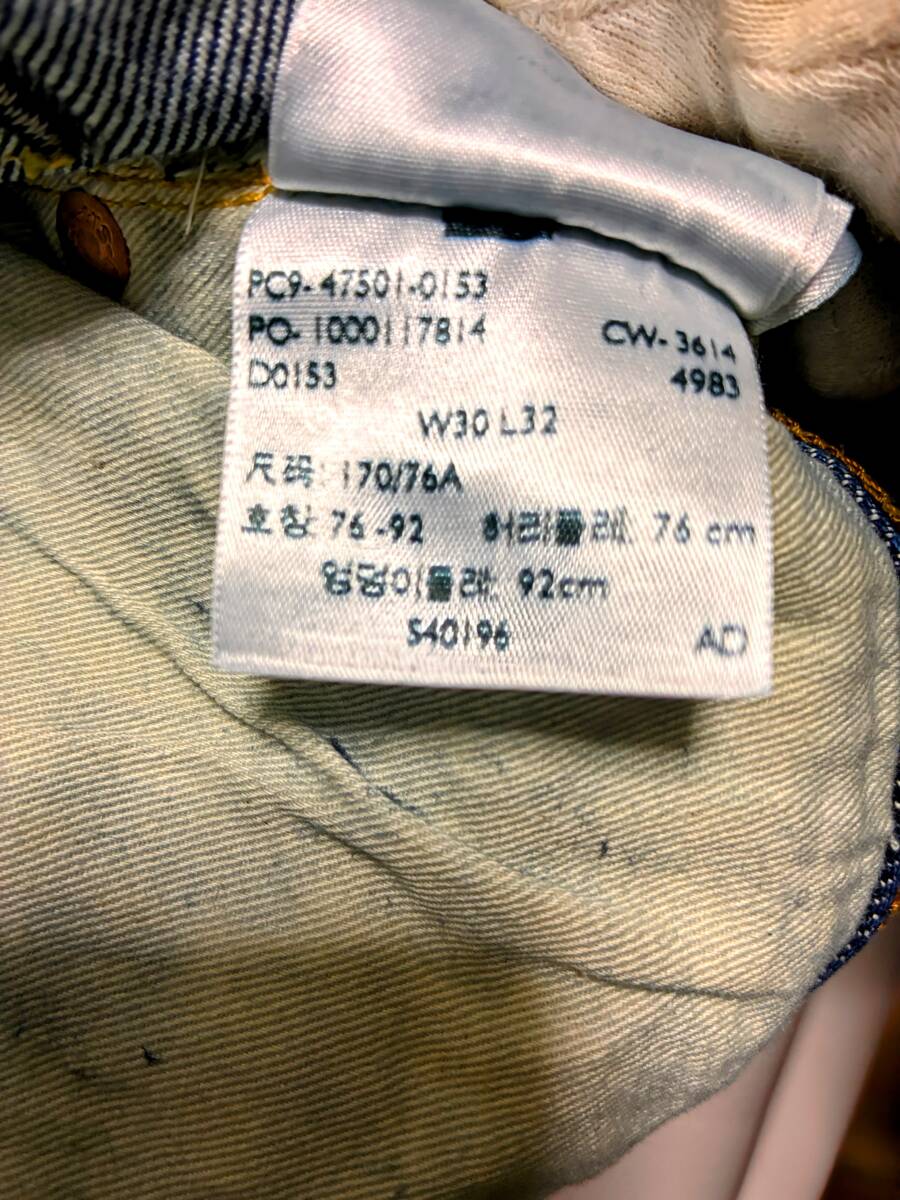 PC9-47501-0153
PO-1000117814 CW-3614
D0153 4983
W30 L32
尺码: 170/76A
호칭: 76-92 허리둘레: 76 cm
엉덩이둘레: 92cm
S40196 AD